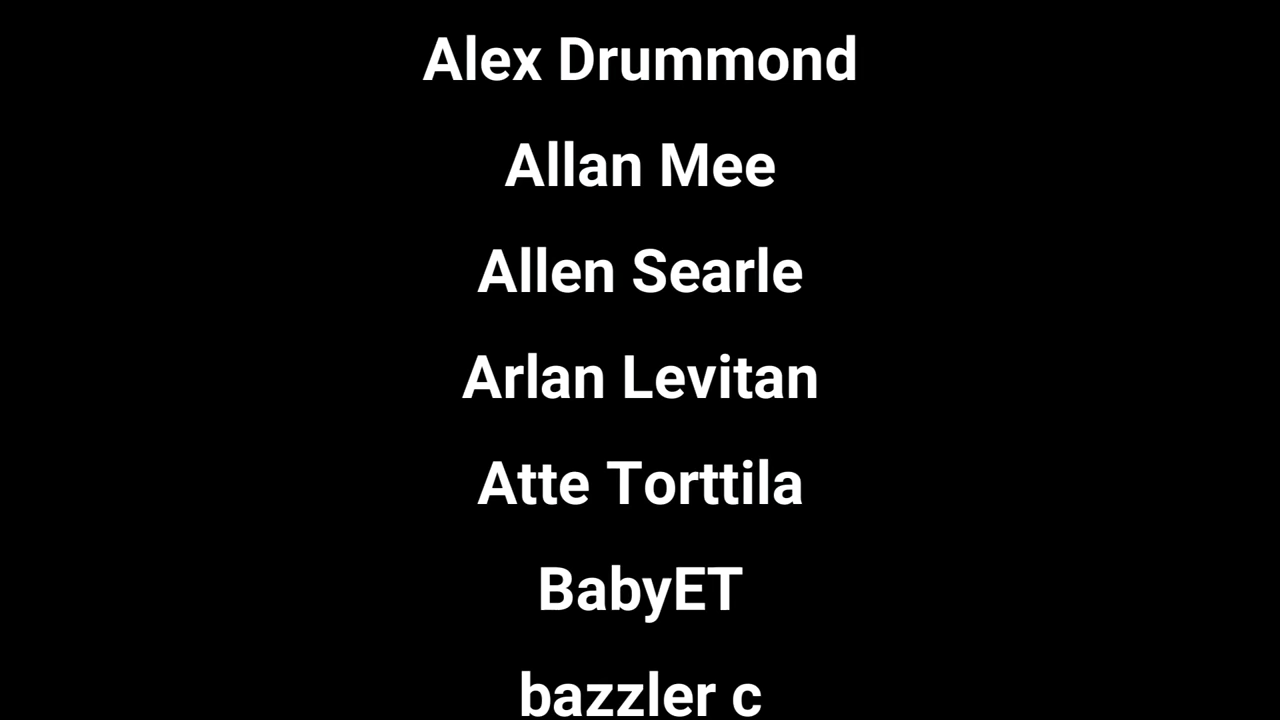 Alex Drummond
Allan Mee
Allen Searle
Arlan Levitan
Atte Torttila
BabyET
bazzler c